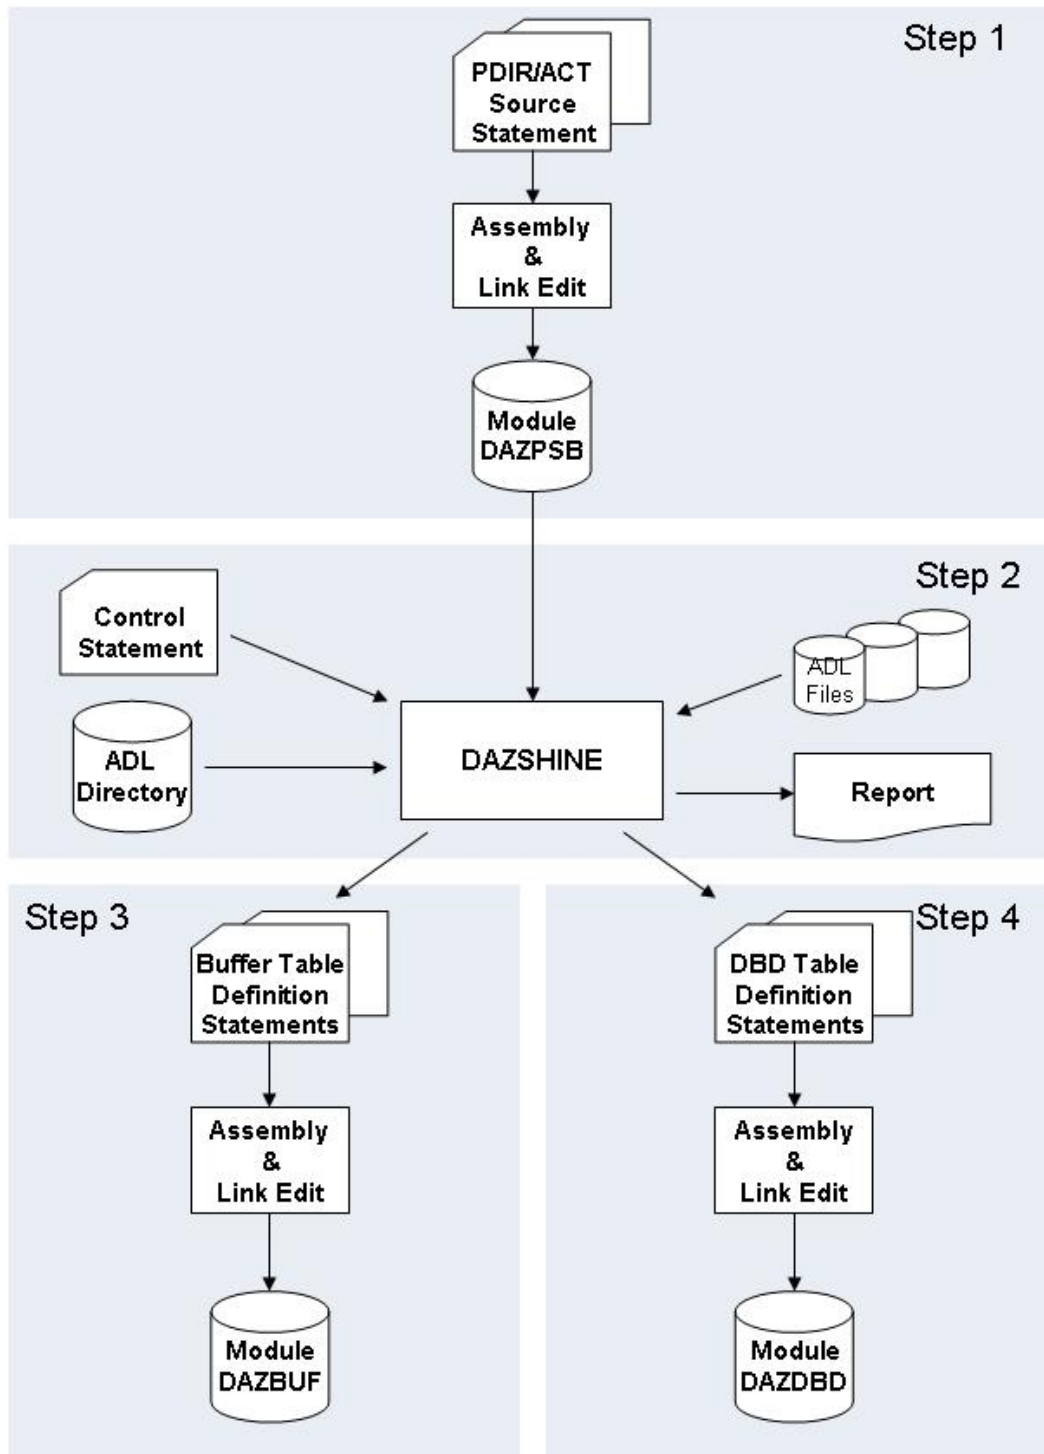 Step 1
PDIR/ACT
Source
Statement
Assembly
&
Link Edit
Module
DAZPSB
Step 2
Control
Statement
ADL
Files
ADL
Directory
DAZSHINE
Report
Step 3
Buffer Table
Definition
Statements
Assembly
&
Link Edit
Module
DAZBUF
Step 4
DBD Table
Definition
Statements
Assembly
&
Link Edit
Module
DAZDBD